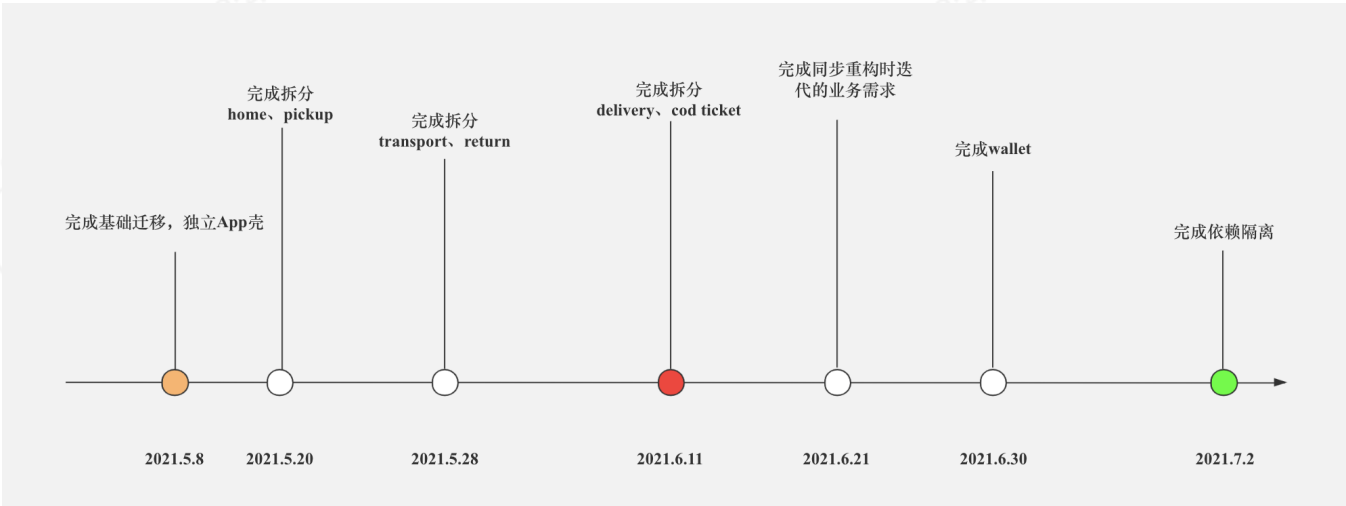 完成同步重构时迭
代的业务需求
完成拆分
home、pickup
完成拆分
delivery、cod ticket
完成拆分
transport、return
完成wallet
完成基础迁移，独立App壳
完成依赖隔离
2021.5.8
2021.5.20
2021.5.28
2021.6.11
2021.6.21
2021.6.30
2021.7.2